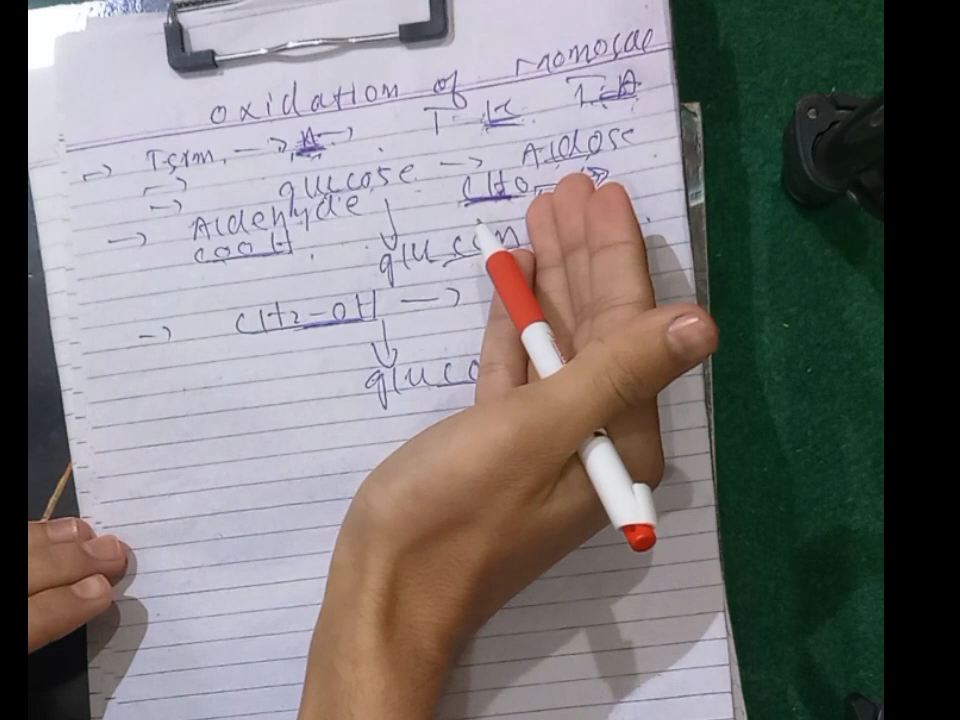 oxidation of Monosac
T - K T - A
-> Term. -> A ->
-> glucose -> Aldose
-> Aldehyde CHO
-> COOH. glucon
-> CH2-OH ->
gluco